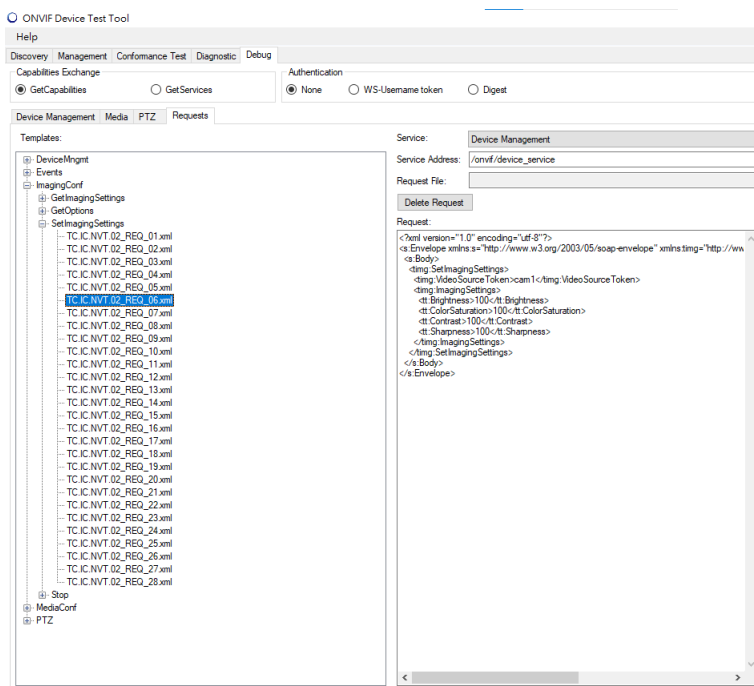 ONVIF Device Test Tool
Help
Discovery Management Conformance Test Diagnostic Debug
Capabilities Exchange
GetCapabilities GetServices
Authentication
None WS-Username token Digest
Device Management Media PTZ Requests
Templates:
DeviceMngmt
Events
ImagingConf
GetImagingSettings
GetOptions
SetImagingSettings
TC.IC.NVT.02_REQ_01.xml
TC.IC.NVT.02_REQ_02.xml
TC.IC.NVT.02_REQ_03.xml
TC.IC.NVT.02_REQ_04.xml
TC.IC.NVT.02_REQ_05.xml
TC.IC.NVT.02_REQ_06.xml
TC.IC.NVT.02_REQ_07.xml
TC.IC.NVT.02_REQ_08.xml
TC.IC.NVT.02_REQ_09.xml
TC.IC.NVT.02_REQ_10.xml
TC.IC.NVT.02_REQ_11.xml
TC.IC.NVT.02_REQ_12.xml
TC.IC.NVT.02_REQ_13.xml
TC.IC.NVT.02_REQ_14.xml
TC.IC.NVT.02_REQ_15.xml
TC.IC.NVT.02_REQ_16.xml
TC.IC.NVT.02_REQ_17.xml
TC.IC.NVT.02_REQ_18.xml
TC.IC.NVT.02_REQ_19.xml
TC.IC.NVT.02_REQ_20.xml
TC.IC.NVT.02_REQ_21.xml
TC.IC.NVT.02_REQ_22.xml
TC.IC.NVT.02_REQ_23.xml
TC.IC.NVT.02_REQ_24.xml
TC.IC.NVT.02_REQ_25.xml
TC.IC.NVT.02_REQ_26.xml
TC.IC.NVT.02_REQ_27.xml
TC.IC.NVT.02_REQ_28.xml
Stop
MediaConf
PTZ
Service: Device Management
Service Address: /onvif/device_service
Request File:
Delete Request
Request:
<?xml version="1.0" encoding="utf-8"?>
<s:Envelope xmlns:s="http://www.w3.org/2003/05/soap-envelope" xmlns:timg="http://ww
<s:Body>
<timg:SetImagingSettings>
<timg:VideoSourceToken>cam1</timg:VideoSourceToken>
<timg:ImagingSettings>
<tt:Brightness>100</tt:Brightness>
<tt:ColorSaturation>100</tt:ColorSaturation>
<tt:Contrast>100</tt:Contrast>
<tt:Sharpness>100</tt:Sharpness>
</timg:ImagingSettings>
</timg:SetImagingSettings>
</s:Body>
</s:Envelope>